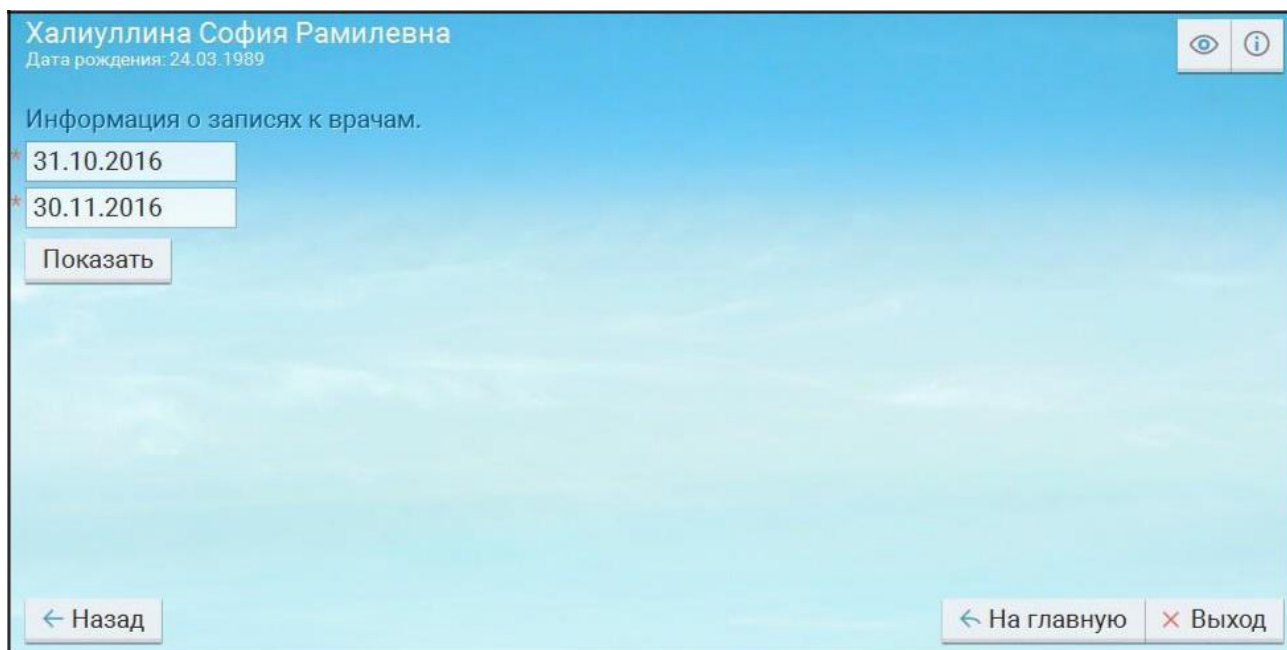 Халиуллина София Рамилевна
Дата рождения: 24.03.1989
Информация о записях к врачам.
* 31.10.2016
* 30.11.2016
Показать
Назад
На главную
Выход